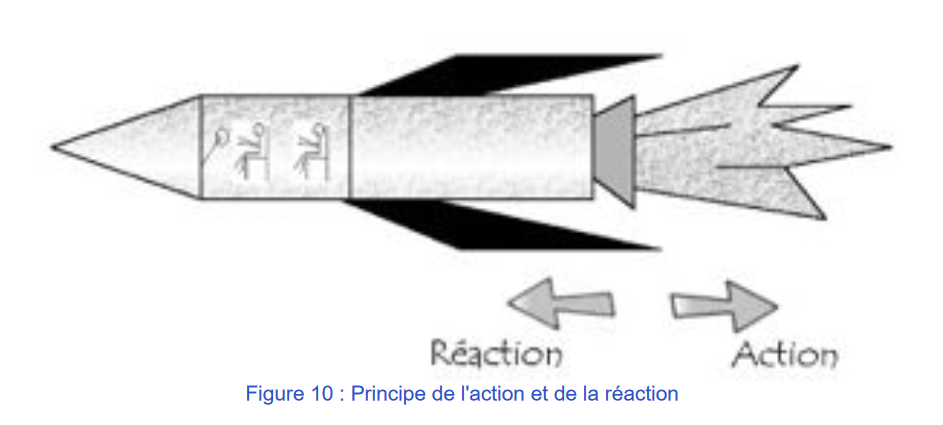 Réaction Action
Figure 10 : Principe de l'action et de la réaction